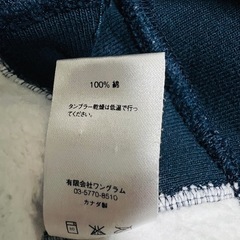 100% 綿
タンブラー乾燥は低温で行っ
てください。
有限会社ワングラム
03-5770-8510
カナダ製